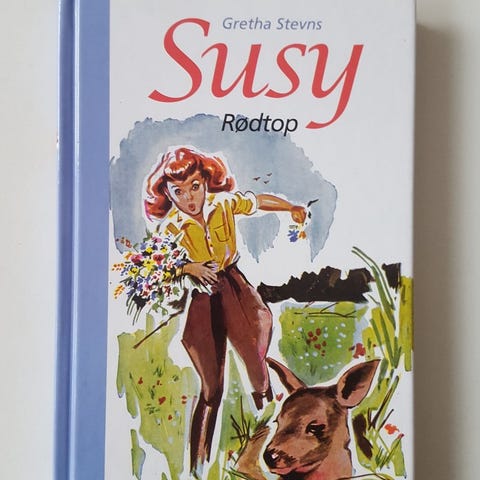 Gretha Stevns
Susy
Rødtop